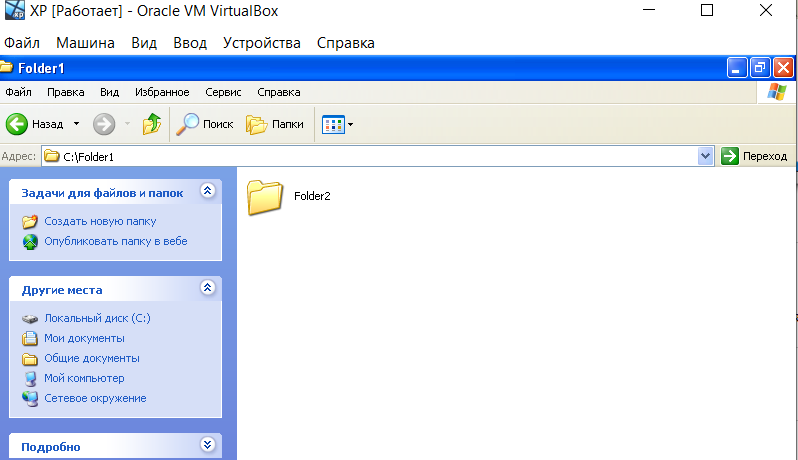 XP [Работает] - Oracle VM VirtualBox
Файл Машина Вид Ввод Устройства Справка
Folder1
Файл Правка Вид Избранное Сервис Справка
Назад Поиск Папки
Адрес: C:\Folder1 Переход
Задачи для файлов и папок
Создать новую папку
Опубликовать папку в вебе
Другие места
Локальный диск (C:)
Мои документы
Общие документы
Мой компьютер
Сетевое окружение
Подробно
Folder2